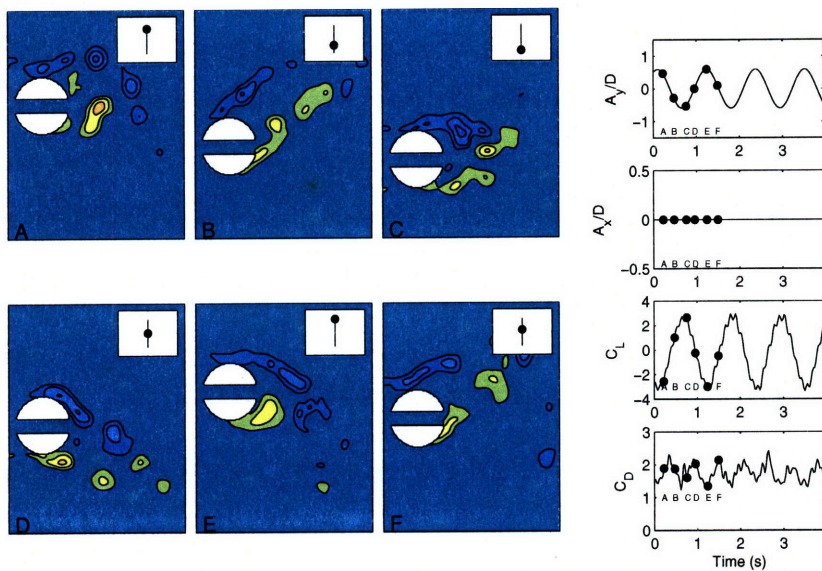 A
B
C
D
E
F
A_y/D
1
0
-1
A B C D E F
0 1 2 3
A_x/D
0.5
0
-0.5
A B C D E F
0 1 2 3
C_L
4
2
0
-2
-4
A B C D E F
0 1 2 3
C_D
3
2
1
0
A B C D E F
0 1 2 3
Time (s)